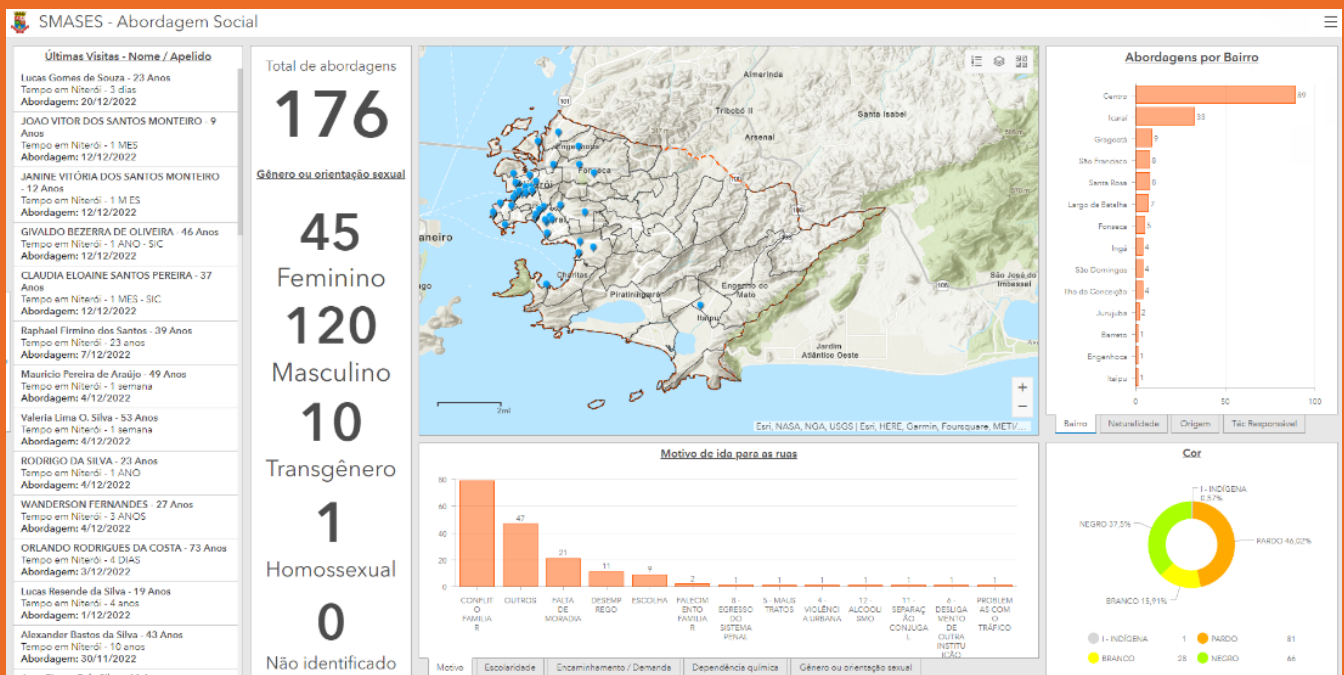 SMASES - Abordagem Social
Últimas Visitas - Nome / Apelido
Lucas Gomes de Souza - 23 Anos
Tempo em Niterói - 3 dias
Abordagem: 20/12/2022
JOAO VITOR DOS SANTOS MONTEIRO - 9
Anos
Tempo em Niterói - 1 MES
Abordagem: 12/12/2022
JANINE VITÓRIA DOS SANTOS MONTEIRO
- 12 Anos
Tempo em Niterói - 1 M ES
Abordagem: 12/12/2022
GIVALDO BEZERRA DE OLIVEIRA - 46 Anos
Tempo em Niterói - 1 ANO - SIC
Abordagem: 12/12/2022
CLAUDIA ELOAINE SANTOS PEREIRA - 37
Anos
Tempo em Niterói - 1 MES - SIC
Abordagem: 12/12/2022
Raphael Firmino dos Santos - 39 Anos
Tempo em Niterói - 23 anos
Abordagem: 7/12/2022
Mauricio Pereira de Araújo - 49 Anos
Tempo em Niterói - 1 semana
Abordagem: 4/12/2022
Valeria Lima O. Silva - 53 Anos
Tempo em Niterói - 1 semana
Abordagem: 4/12/2022
RODRIGO DA SILVA - 23 Anos
Tempo em Niterói - 1 ANO
Abordagem: 4/12/2022
WANDERSON FERNANDES - 27 Anos
Tempo em Niterói - 3 ANOS
Abordagem: 4/12/2022
ORLANDO RODRIGUES DA COSTA - 73 Anos
Tempo em Niterói - 4 DIAS
Abordagem: 3/12/2022
Lucas Resende da Silva - 19 Anos
Tempo em Niterói - 4 anos
Abordagem: 1/12/2022
Alexander Bastos da Silva - 43 Anos
Tempo em Niterói - 10 anos
Abordagem: 30/11/2022
Total de abordagens
176
Gênero ou orientação sexual
45
Feminino
120
Masculino
10
Transgênero
1
Homossexual
0
Não identificado
Almerinda
Tribobó II
Santa Isabel
Arsenal
101
Fonseca
106
106
Charitas
Piratininga
Engenho do
Mato
Itaipu
São José do
Imbassaí
Jardim
Atlântico Oeste
2mi
+
−
Esri, NASA, NGA, USGS | Esri, HERE, Garmin, Foursquare, METI/...
Abordagens por Bairro
Centro 89
Icaraí 33
Gragoatá 9
São Francisco 8
Santa Rosa 8
Largo da Batalha 7
Fonseca 5
Ingá 4
São Domingos 4
Ilha da Conceição 4
Jurujuba 2
Barreto 1
Engenhoca 1
Itaipu 1
0 50 100
Bairro Naturalidade Origem Téc Responsável
Motivo de ida para as ruas
80
60
40
20
0
47
21
11
9
2
1
1
1
1
1
1
1
CONFLIT
O
FAMILIA
R
OUTROS
FALTA
DE
MORADIA
DESEMP
REGO
ESCOLHA
FALECIM
ENTO
FAMILIA
R
8 -
EGRESSO
DO
SISTEMA
PENAL
5 - MAUS
TRATOS
4 -
VIOLÊNCI
A URBANA
12 -
ALCOOLI
SMO
11 -
SEPARAÇ
ÃO
CONJUGA
L
6 -
DESLIGA
MENTO
DE
OUTRA
INSTITU
IÇÃO
PROBLEM
AS COM
O
TRÁFICO
Motivo Escolaridade Encaminhamento / Demanda Dependência química Gênero ou orientação sexual
Cor
I - INDÍGENA
0,57%
NEGRO 37,5%
PARDO 46,02%
BRANCO 15,91%
I - INDÍGENA 1 PARDO 81
BRANCO 28 NEGRO 66